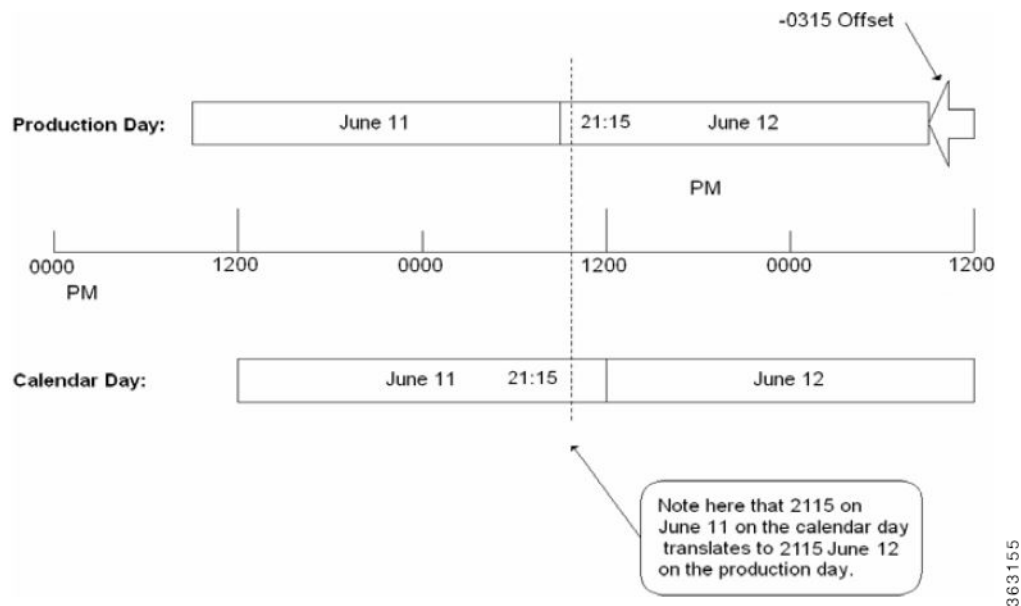 -0315 Offset
Production Day:
June 11
21:15
June 12
PM
0000
1200
0000
1200
0000
1200
PM
Calendar Day:
June 11
21:15
June 12
Note here that 2115 on
June 11 on the calendar day
translates to 2115 June 12
on the production day.
363155